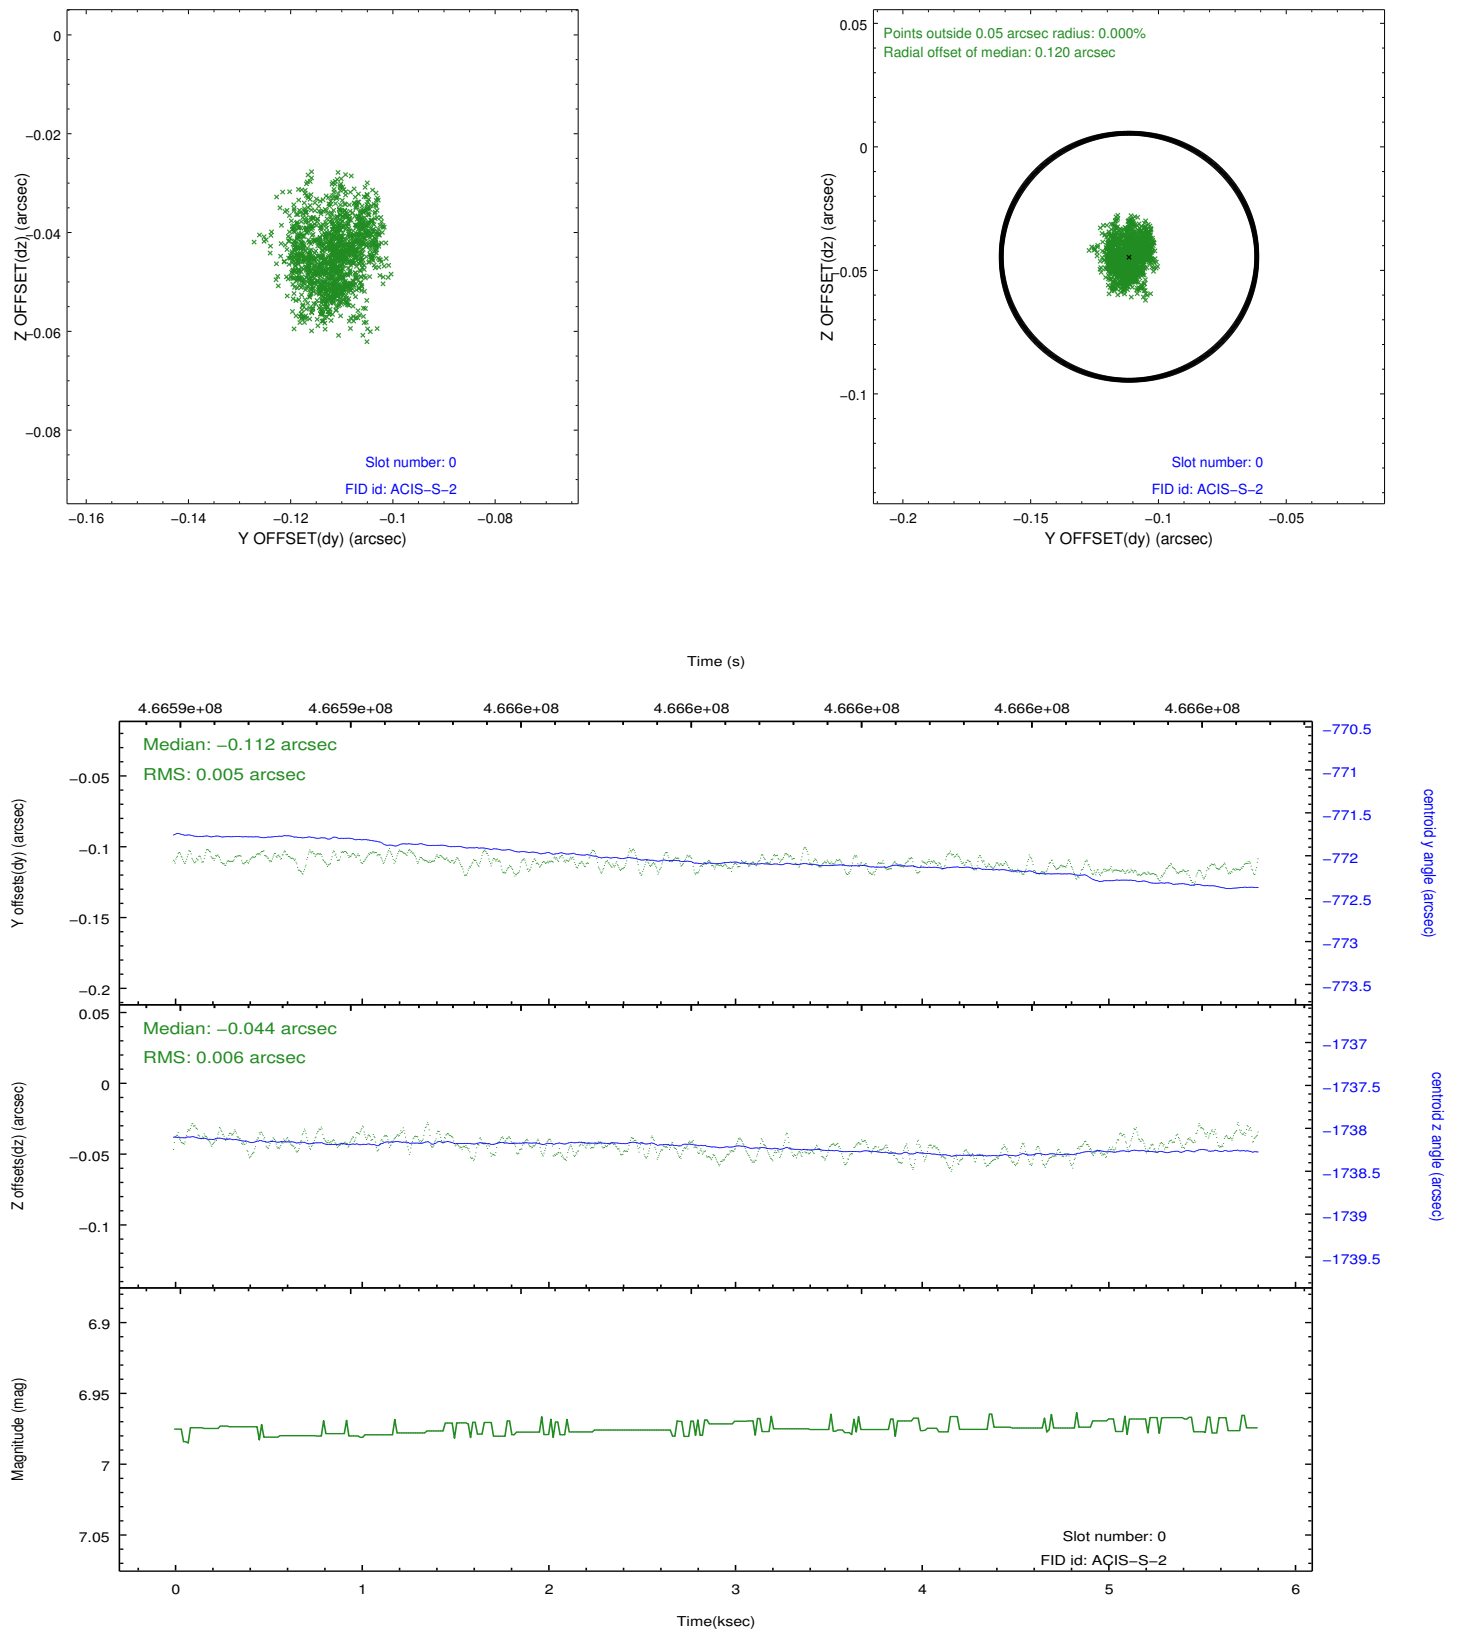 0
−0.02
−0.04
−0.06
−0.08
Z OFFSET(dz) (arcsec)
Slot number: 0
FID id: ACIS−S−2
−0.16
−0.14
−0.12
−0.1
−0.08
Y OFFSET(dy) (arcsec)
Points outside 0.05 arcsec radius: 0.000%
Radial offset of median: 0.120 arcsec
0.05
0
−0.05
−0.1
Z OFFSET(dz) (arcsec)
Slot number: 0
FID id: ACIS−S−2
−0.2
−0.15
−0.1
−0.05
Y OFFSET(dy) (arcsec)
Time (s)
4.6659e+08
4.6659e+08
4.666e+08
4.666e+08
4.666e+08
4.666e+08
4.666e+08
Median: −0.112 arcsec
RMS: 0.005 arcsec
−0.05
−0.1
−0.15
−0.2
Y offsets(dy) (arcsec)
−770.5
−771
−771.5
−772
−772.5
−773
−773.5
centroid y angle (arcsec)
Median: −0.044 arcsec
RMS: 0.006 arcsec
0.05
0
−0.05
−0.1
Z offsets(dz) (arcsec)
−1737
−1737.5
−1738
−1738.5
−1739
−1739.5
centroid z angle (arcsec)
6.9
6.95
7
7.05
Magnitude (mag)
Slot number: 0
FID id: ACIS−S−2
0
1
2
3
4
5
6
Time(ksec)